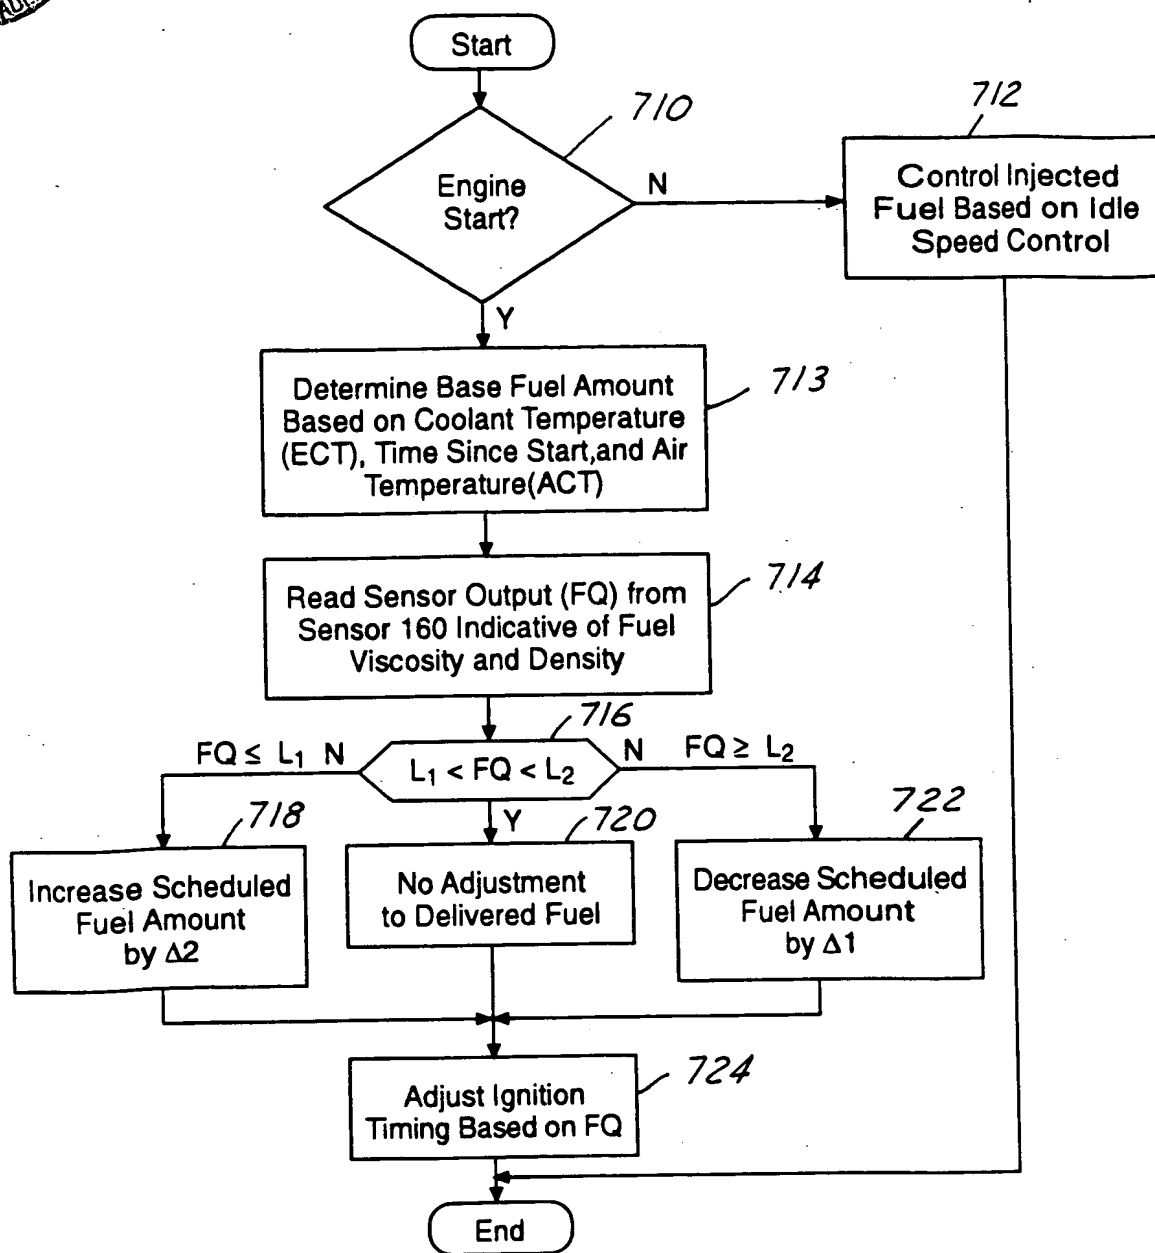 Start
710
Engine
Start?
N
712
Control Injected
Fuel Based on Idle
Speed Control
Y
713
Determine Base Fuel Amount
Based on Coolant Temperature
(ECT), Time Since Start,and Air
Temperature(ACT)
714
Read Sensor Output (FQ) from
Sensor 160 Indicative of Fuel
Viscosity and Density
716
FQ ≤ L1 N
L1 < FQ < L2
N FQ ≥ L2
Y
718
Increase Scheduled
Fuel Amount
by Δ2
720
No Adjustment
to Delivered Fuel
722
Decrease Scheduled
Fuel Amount
by Δ1
724
Adjust Ignition
Timing Based on FQ
End